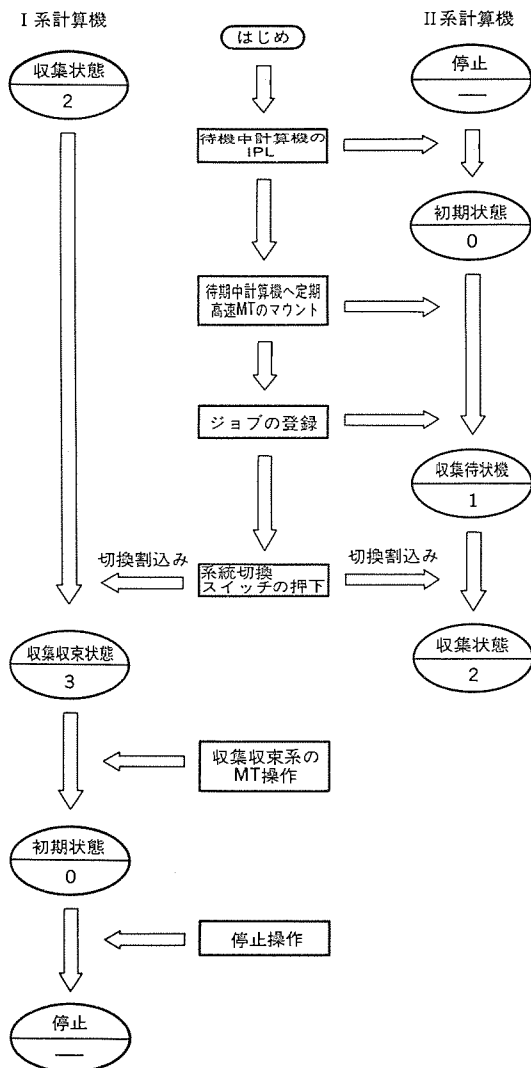 I系計算機
はじめ
II系計算機
収集状態
2
停止
―
待機中計算機の
IPL
初期状態
0
待期中計算機へ定期
高速MTのマウント
ジョブの登録
収集待状機
1
切換割込み
系統切換
スイッチの押下
切換割込み
収集収束状態
3
収集状態
2
収集収束系の
MT操作
初期状態
0
停止操作
停止
―